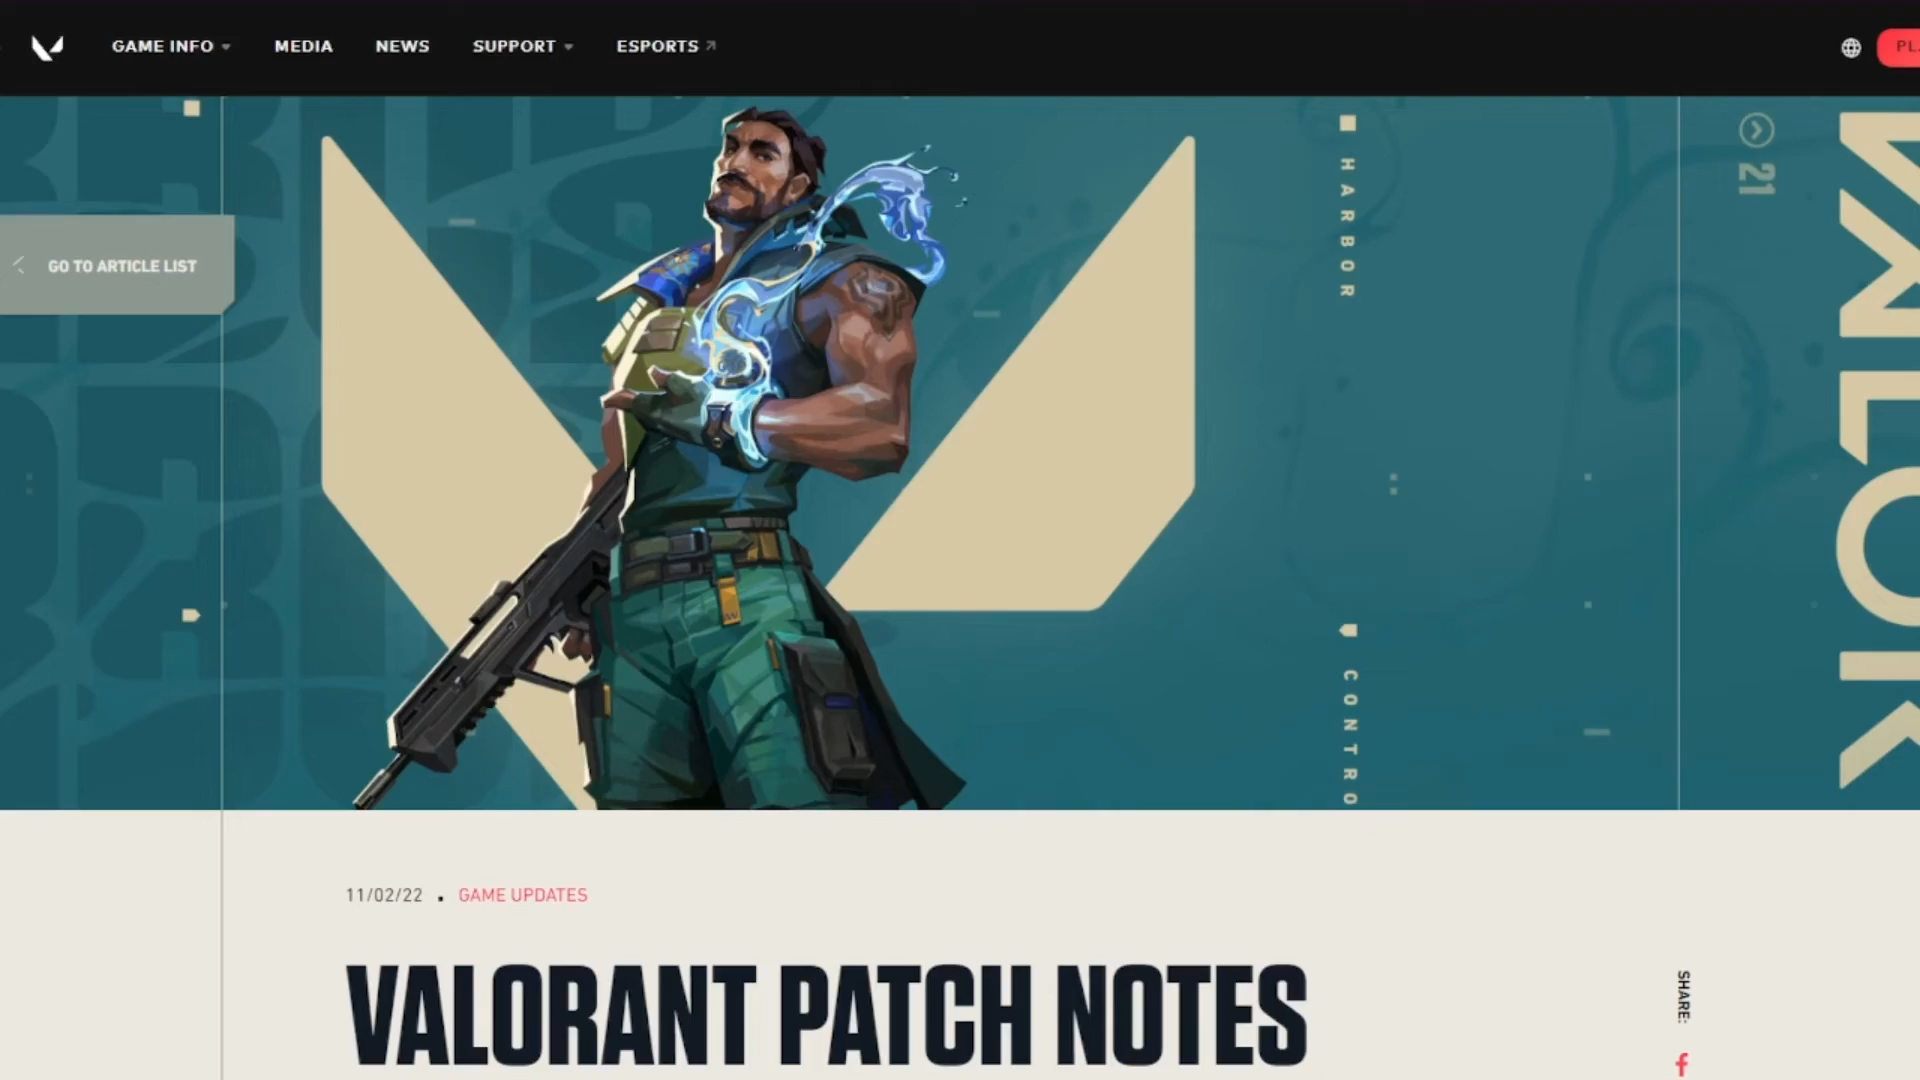 GAME INFO
MEDIA
NEWS
SUPPORT
ESPORTS
GO TO ARTICLE LIST
HARBOR
21
11/02/22 . GAME UPDATES
VALORANT PATCH NOTES
SHARE: